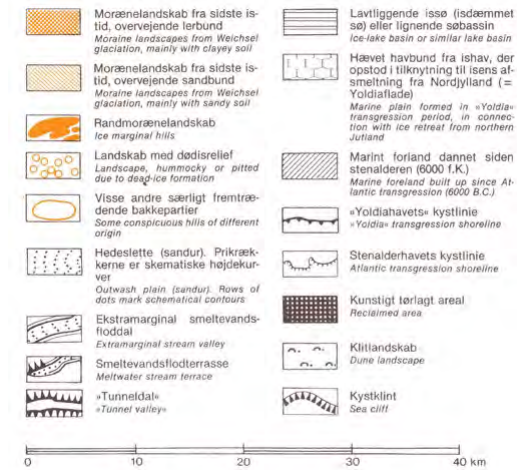 Morænelandskab fra sidste is-
tid, overvejende lerbund
Moraine landscapes from Weichsel
glaciation, mainly with clayey soil
Morænelandskab fra sidste is-
tid, overvejende sandbund
Moraine landscapes from Weichsel
glaciation, mainly with sandy soil
Randmorænelandskab
Ice marginal hills
Landskab med dødisrelief
Landscape, hummocky or pitted
due to dead-ice formation
Visse andre særligt fremtræ-
dende bakkepartier
Some conspicuous hills of different
origin
Hedeslette (sandur). Prikræk-
kerne er skematiske højdekur-
ver
Outwash plain (sandur). Rows of
dots mark schematical contours
Ekstramarginal smeltevands-
floddal
Extramarginal stream valley
Smeltevandsflodterrasse
Meltwater stream terrace
»Tunneldal»
»Tunnel valley»
Lavtliggende issø (isdæmmet
sø) eller lignende søbassin
Ice-lake basin or similar lake basin
Hævet havbund fra ishav, der
opstod i tilknytning til isens af-
smeltning fra Nordjylland (=
Yoldiaflade)
Marine plain formed in »Yoldia»
transgression period, in connec-
tion with ice retreat from northern
Jutland
Marint forland dannet siden
stenalderen (6000 f.K.)
Marine foreland built up since At-
lantic transgression (6000 B.C.)
»Yoldiahavets» kystlinie
»Yoldia» transgression shoreline
Stenalderhavets kystlinie
Atlantic transgression shoreline
Kunstigt tørlagt areal
Reclaimed area
Klitlandskab
Dune landscape
Kystklint
Sea cliff
0 10 20 30 40 km